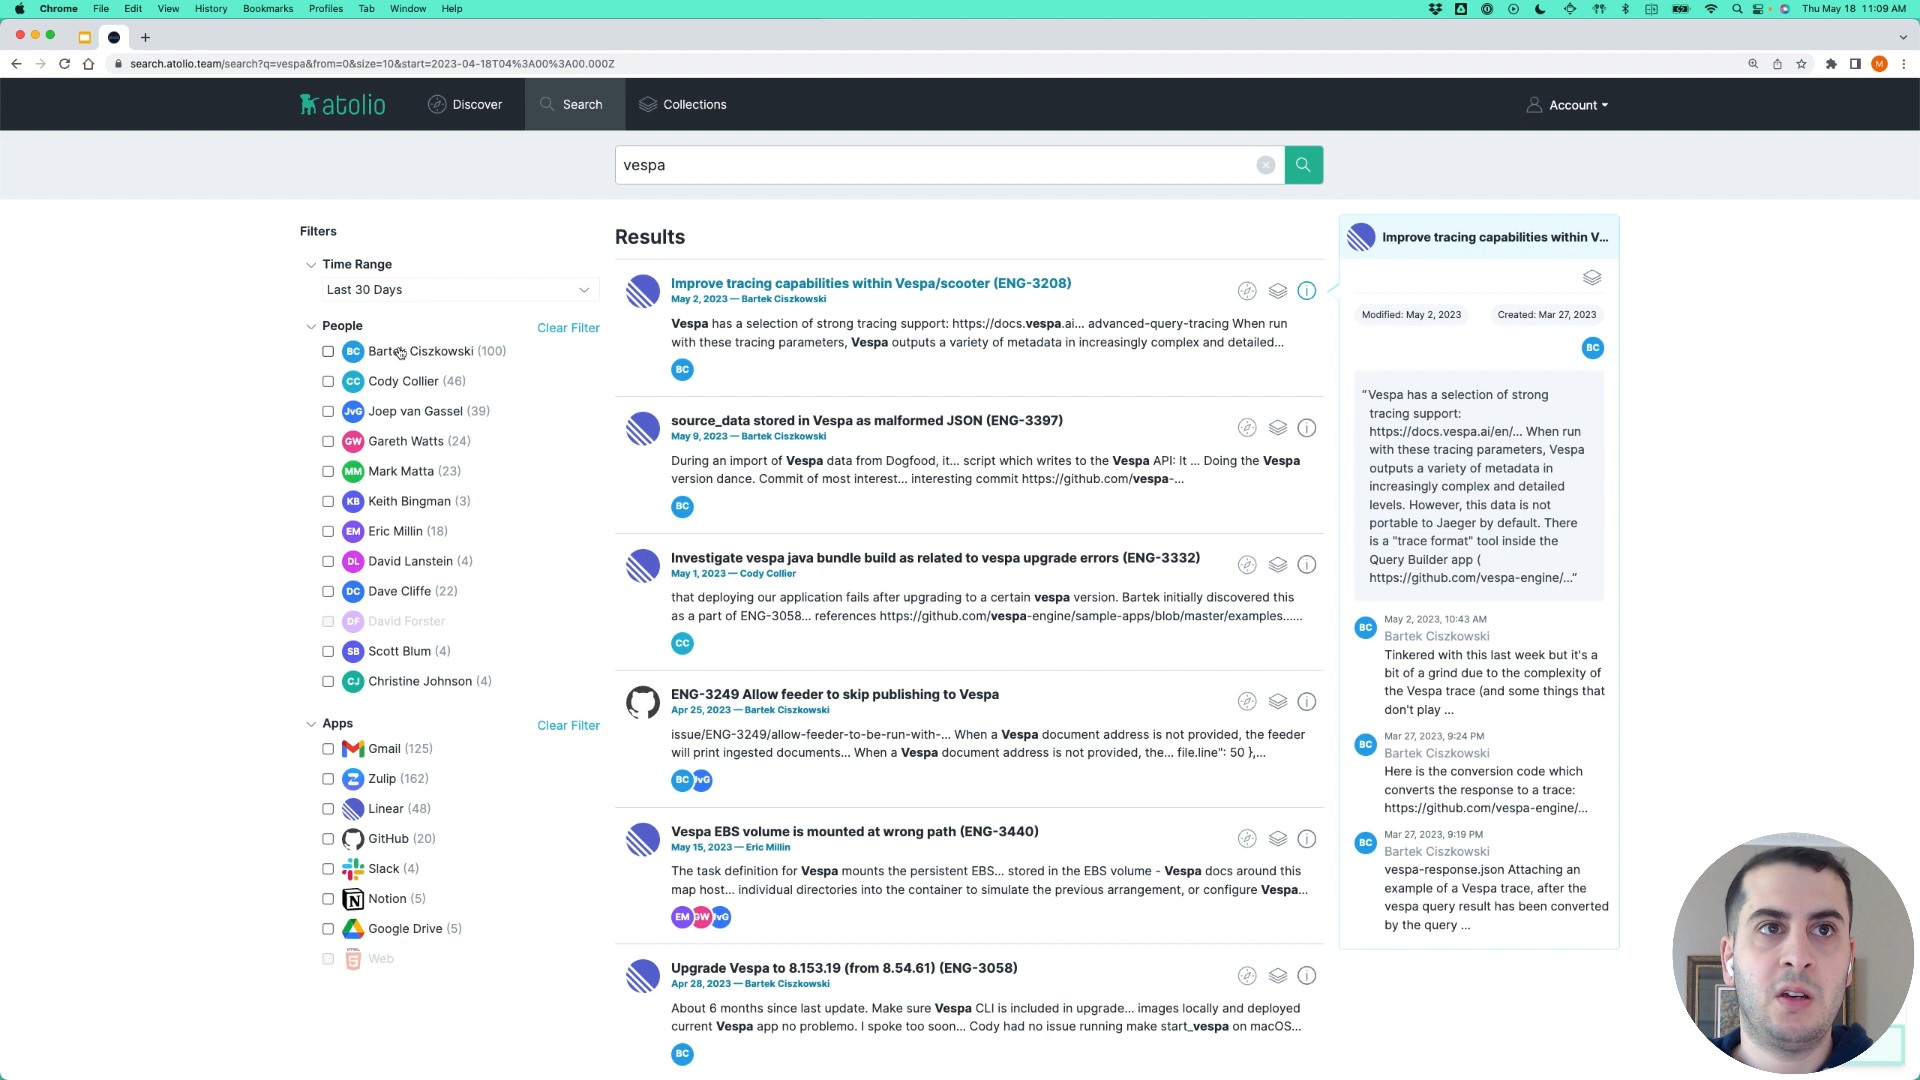 Chrome File Edit View History Bookmarks Profiles Tab Window Help
Thu May 18 11:09 AM
search.atolio.team/search?q=vespa&from=0&size=10&start=2023-04-18T04%3A00%3A00.000Z
M
atolio
Discover
Search
Collections
Account
vespa
Filters
Time Range
Last 30 Days
People
Clear Filter
BC Bartek Ciszkowski (100)
CC Cody Collier (46)
JvG Joep van Gassel (39)
GW Gareth Watts (24)
MM Mark Matta (23)
KB Keith Bingman (3)
EM Eric Millin (18)
DL David Lanstein (4)
DC Dave Cliffe (22)
DF David Forster
SB Scott Blum (4)
CJ Christine Johnson (4)
Apps
Clear Filter
Gmail (125)
Zulip (162)
Linear (48)
GitHub (20)
Slack (4)
Notion (5)
Google Drive (5)
Web
Results
Improve tracing capabilities within Vespa/scooter (ENG-3208)
May 2, 2023 — Bartek Ciszkowski
Vespa has a selection of strong tracing support: https://docs.vespa.ai... advanced-query-tracing When run
with these tracing parameters, Vespa outputs a variety of metadata in increasingly complex and detailed...
BC
source_data stored in Vespa as malformed JSON (ENG-3397)
May 9, 2023 — Bartek Ciszkowski
During an import of Vespa data from Dogfood, it... script which writes to the Vespa API: It ... Doing the Vespa
version dance. Commit of most interest... interesting commit https://github.com/vespa-...
BC
Investigate vespa java bundle build as related to vespa upgrade errors (ENG-3332)
May 1, 2023 — Cody Collier
that deploying our application fails after upgrading to a certain vespa version. Bartek initially discovered this
as a part of ENG-3058... references https://github.com/vespa-engine/sample-apps/blob/master/examples......
CC
ENG-3249 Allow feeder to skip publishing to Vespa
Apr 25, 2023 — Bartek Ciszkowski
issue/ENG-3249/allow-feeder-to-be-run-with-... When a Vespa document address is not provided, the feeder
will print ingested documents... When a Vespa document address is not provided, the... file.line": 50 },...
BC JvG
Vespa EBS volume is mounted at wrong path (ENG-3440)
May 15, 2023 — Eric Millin
The task definition for Vespa mounts the persistent EBS... stored in the EBS volume - Vespa docs around this
map host... individual directories into the container to simulate the previous arrangement, or configure Vespa...
EM GW JvG
Upgrade Vespa to 8.153.19 (from 8.54.61) (ENG-3058)
Apr 28, 2023 — Bartek Ciszkowski
About 6 months since last update. Make sure Vespa CLI is included in upgrade... images locally and deployed
current Vespa app no problemo. I spoke too soon... Cody had no issue running make start_vespa on macOS...
BC
Improve tracing capabilities within V...
Modified: May 2, 2023
Created: Mar 27, 2023
BC
“Vespa has a selection of strong
tracing support:
https://docs.vespa.ai/en/... When run
with these tracing parameters, Vespa
outputs a variety of metadata in
increasingly complex and detailed
levels. However, this data is not
portable to Jaeger by default. There
is a "trace format" tool inside the
Query Builder app (
https://github.com/vespa-engine/...”
BC
May 2, 2023, 10:43 AM
Bartek Ciszkowski
Tinkered with this last week but it's a
bit of a grind due to the complexity of
the Vespa trace (and some things that
don't play ...
BC
Mar 27, 2023, 9:24 PM
Bartek Ciszkowski
Here is the conversion code which
converts the response to a trace:
https://github.com/vespa-engine/...
BC
Mar 27, 2023, 9:19 PM
Bartek Ciszkowski
vespa-response.json Attaching an
example of a Vespa trace, after the
vespa query result has been converted
by the query ...